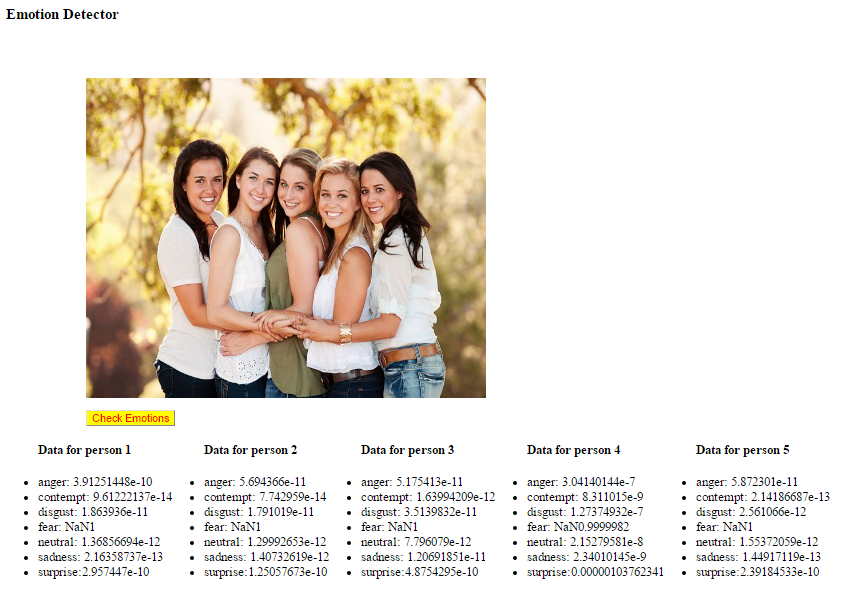 Emotion Detector
Check Emotions
Data for person 1
anger: 3.91251448e-10
contempt: 9.61222137e-14
disgust: 1.863936e-11
fear: NaN1
neutral: 1.36856694e-12
sadness: 2.16358737e-13
surprise:2.957447e-10
Data for person 2
anger: 5.694366e-11
contempt: 7.742959e-14
disgust: 1.791019e-11
fear: NaN1
neutral: 1.29992653e-12
sadness: 1.40732619e-12
surprise:1.25057673e-10
Data for person 3
anger: 5.175413e-11
contempt: 1.63994209e-12
disgust: 3.5139832e-11
fear: NaN1
neutral: 7.796079e-12
sadness: 1.20691851e-11
surprise:4.8754295e-10
Data for person 4
anger: 3.04140144e-7
contempt: 8.311015e-9
disgust: 1.27374932e-7
fear: NaN0.9999982
neutral: 2.15279581e-8
sadness: 2.34010145e-9
surprise:0.00000103762341
Data for person 5
anger: 5.872301e-11
contempt: 2.14186687e-13
disgust: 2.561066e-12
fear: NaN1
neutral: 1.55372059e-12
sadness: 1.44917119e-13
surprise:2.39184533e-10